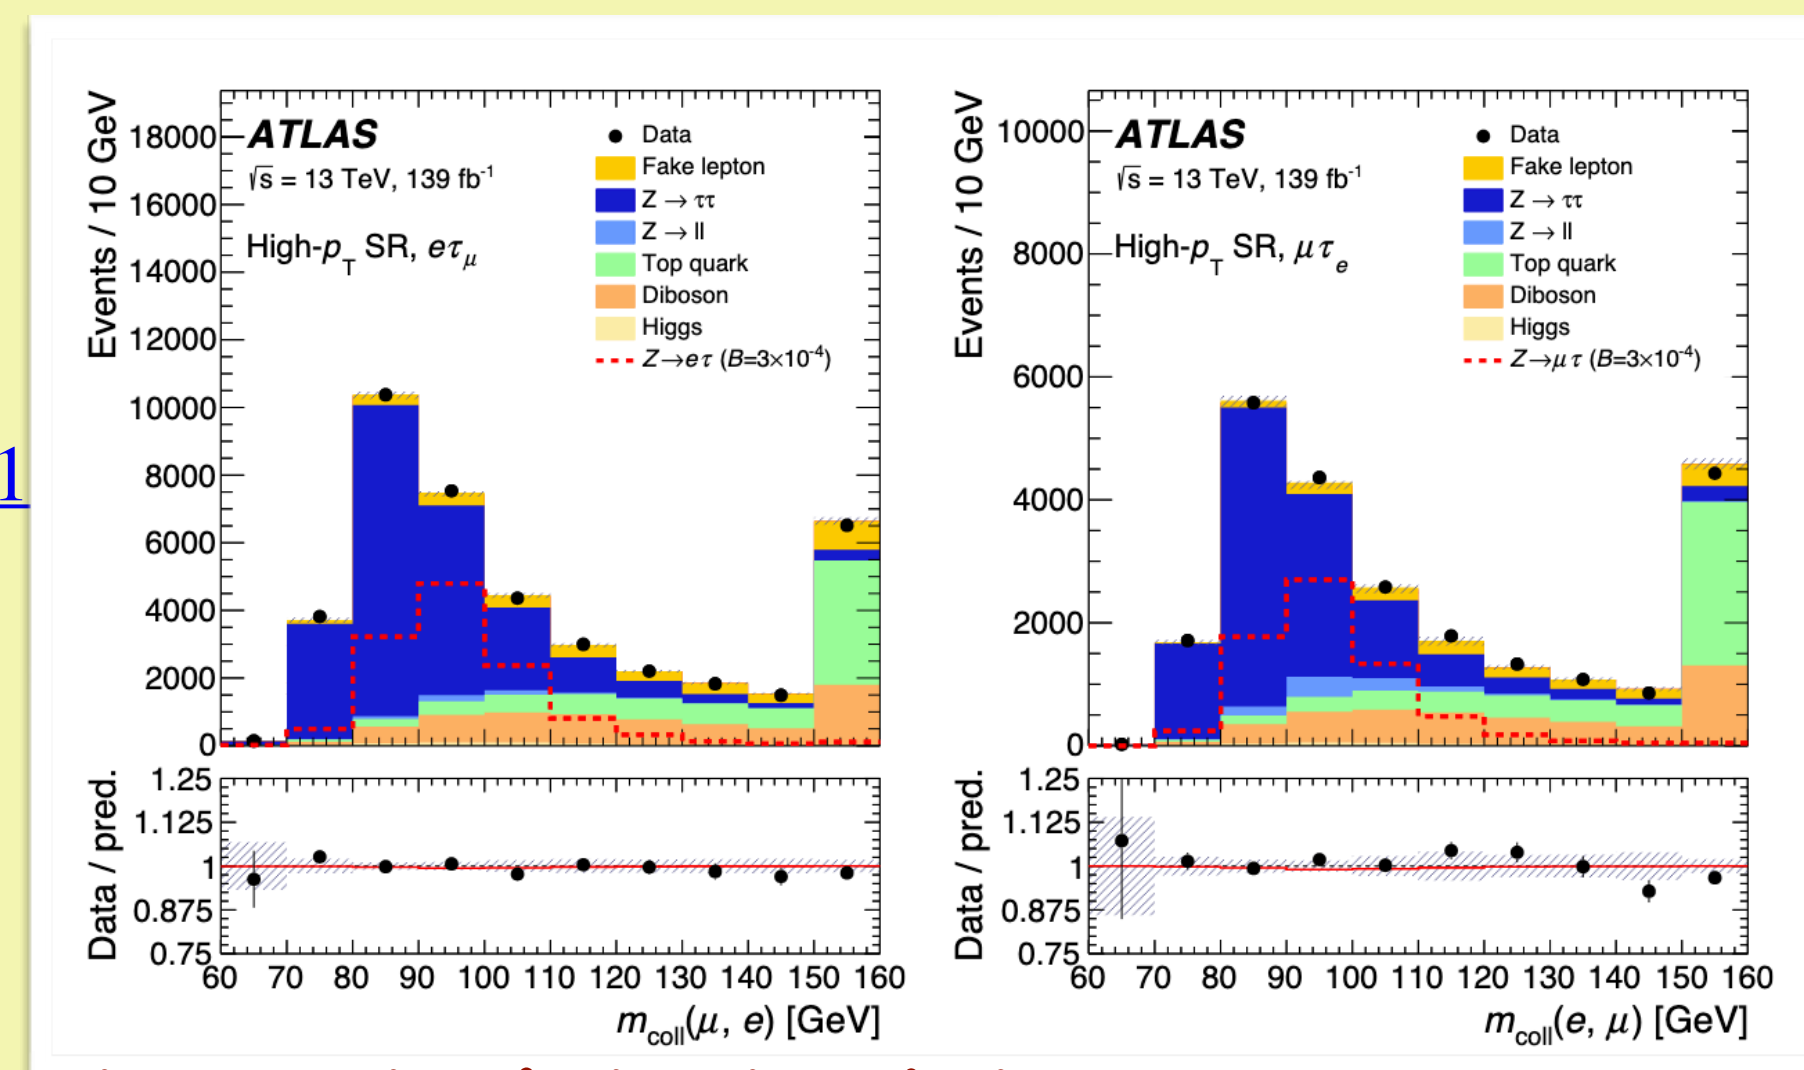 Events / 10 GeV
18000
16000
14000
12000
10000
8000
6000
4000
2000
0
ATLAS
√s = 13 TeV, 139 fb⁻¹
High-p_T SR, eτ_μ
Data
Fake lepton
Z → ττ
Z → ll
Top quark
Diboson
Higgs
Z→eτ (B=3×10⁻⁴)
Data / pred.
1.25
1.125
1
0.875
0.75
60 70 80 90 100 110 120 130 140 150 160
m_coll(μ, e) [GeV]
Events / 10 GeV
10000
8000
6000
4000
2000
0
ATLAS
√s = 13 TeV, 139 fb⁻¹
High-p_T SR, μτ_e
Data
Fake lepton
Z → ττ
Z → ll
Top quark
Diboson
Higgs
Z→μτ (B=3×10⁻⁴)
Data / pred.
1.25
1.125
1
0.875
0.75
60 70 80 90 100 110 120 130 140 150 160
m_coll(e, μ) [GeV]
1